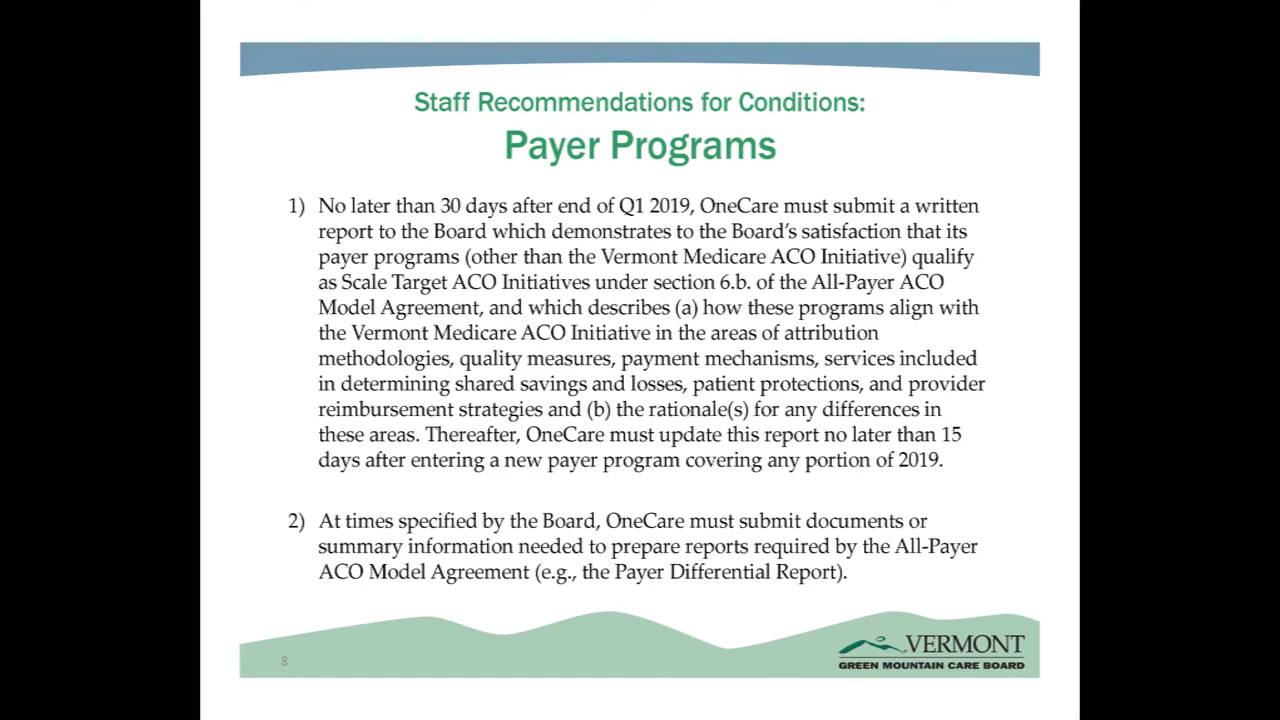 Staff Recommendations for Conditions:
Payer Programs
1) No later than 30 days after end of Q1 2019, OneCare must submit a written
report to the Board which demonstrates to the Board's satisfaction that its
payer programs (other than the Vermont Medicare ACO Initiative) qualify
as Scale Target ACO Initiatives under section 6.b. of the All-Payer ACO
Model Agreement, and which describes (a) how these programs align with
the Vermont Medicare ACO Initiative in the areas of attribution
methodologies, quality measures, payment mechanisms, services included
in determining shared savings and losses, patient protections, and provider
reimbursement strategies and (b) the rationale(s) for any differences in
these areas. Thereafter, OneCare must update this report no later than 15
days after entering a new payer program covering any portion of 2019.
2) At times specified by the Board, OneCare must submit documents or
summary information needed to prepare reports required by the All-Payer
ACO Model Agreement (e.g., the Payer Differential Report).
8
VERMONT
GREEN MOUNTAIN CARE BOARD